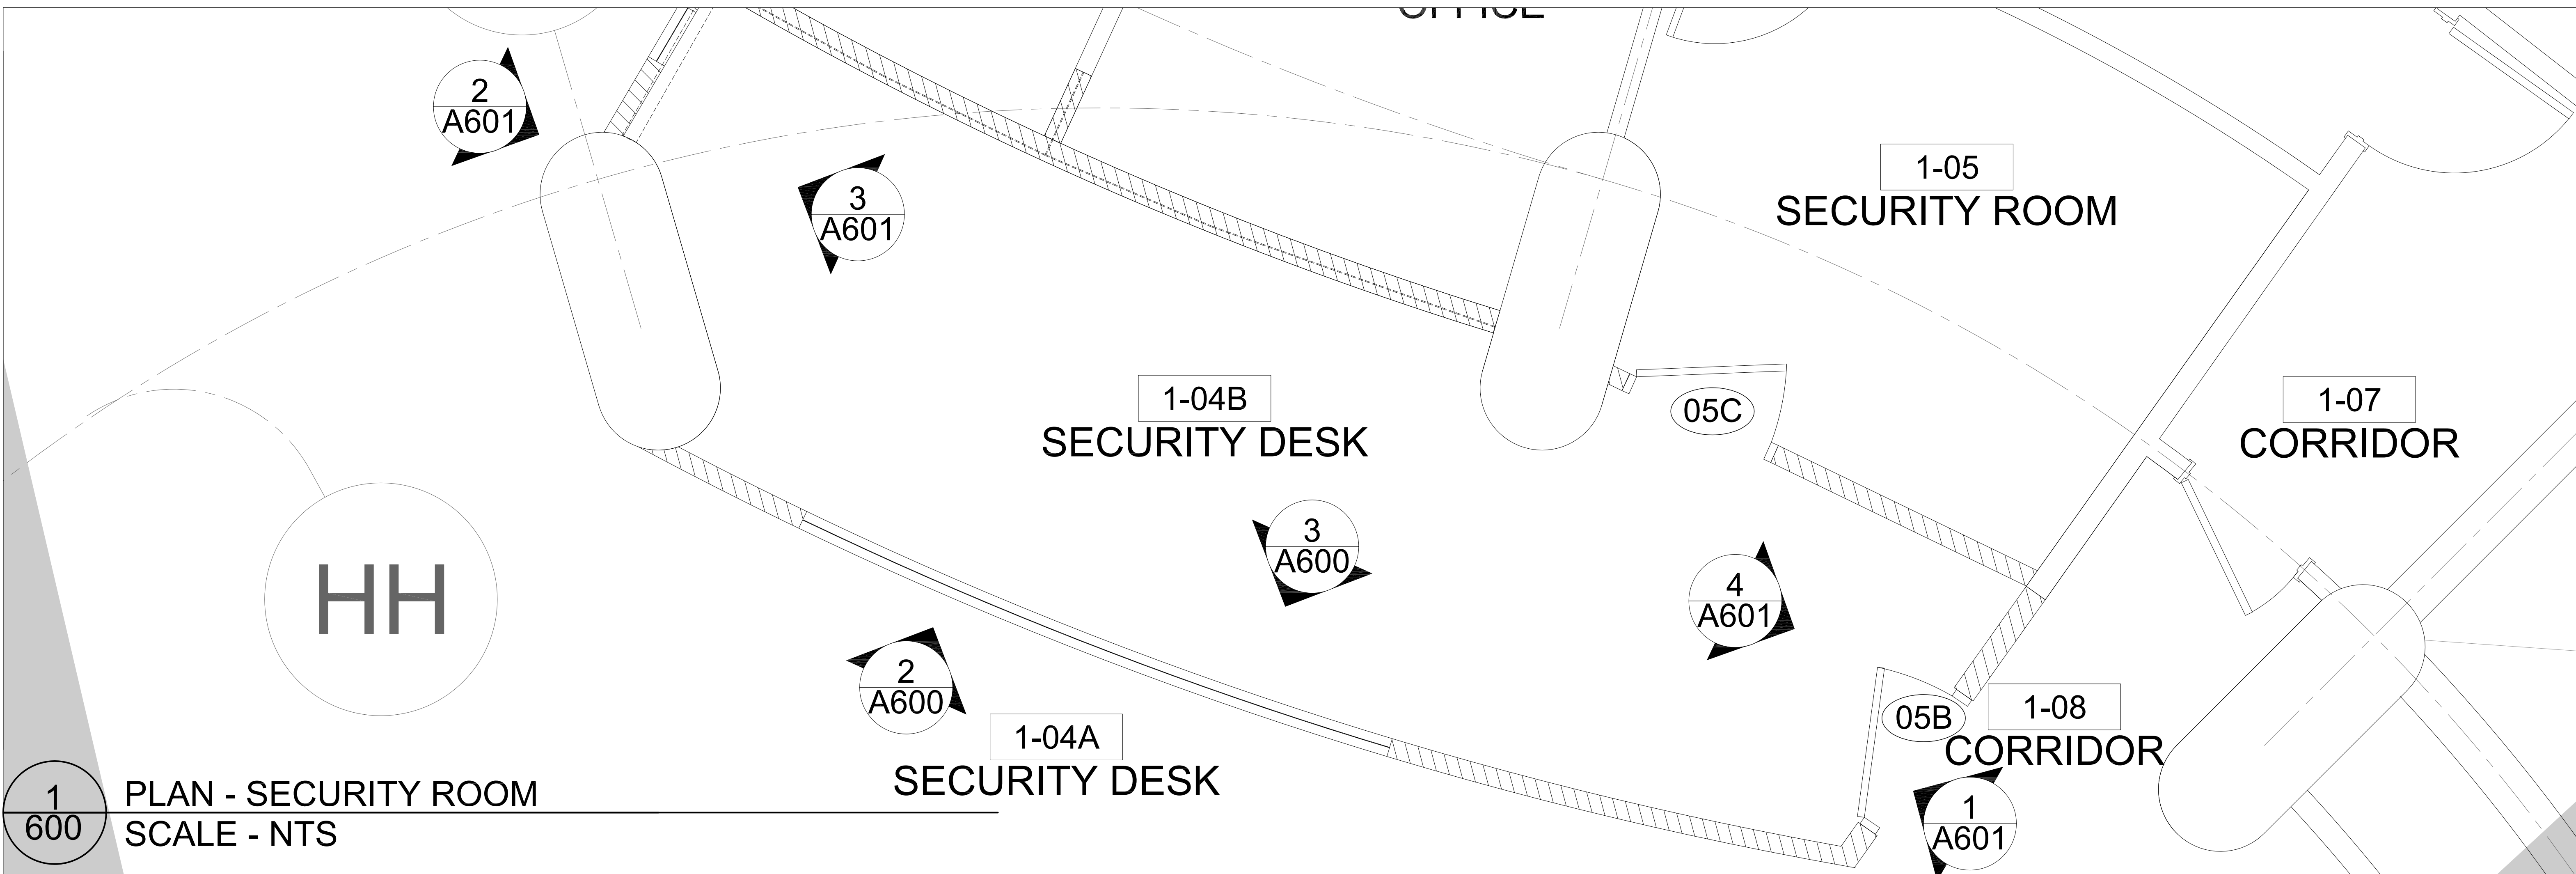 OFFICE
2
A601
3
A601
1-05
SECURITY ROOM
1-04B
SECURITY DESK
05C
1-07
CORRIDOR
3
A600
4
A601
HH
2
A600
1-04A
SECURITY DESK
05B
1-08
CORRIDOR
1
A601
1
600
PLAN - SECURITY ROOM
SCALE - NTS